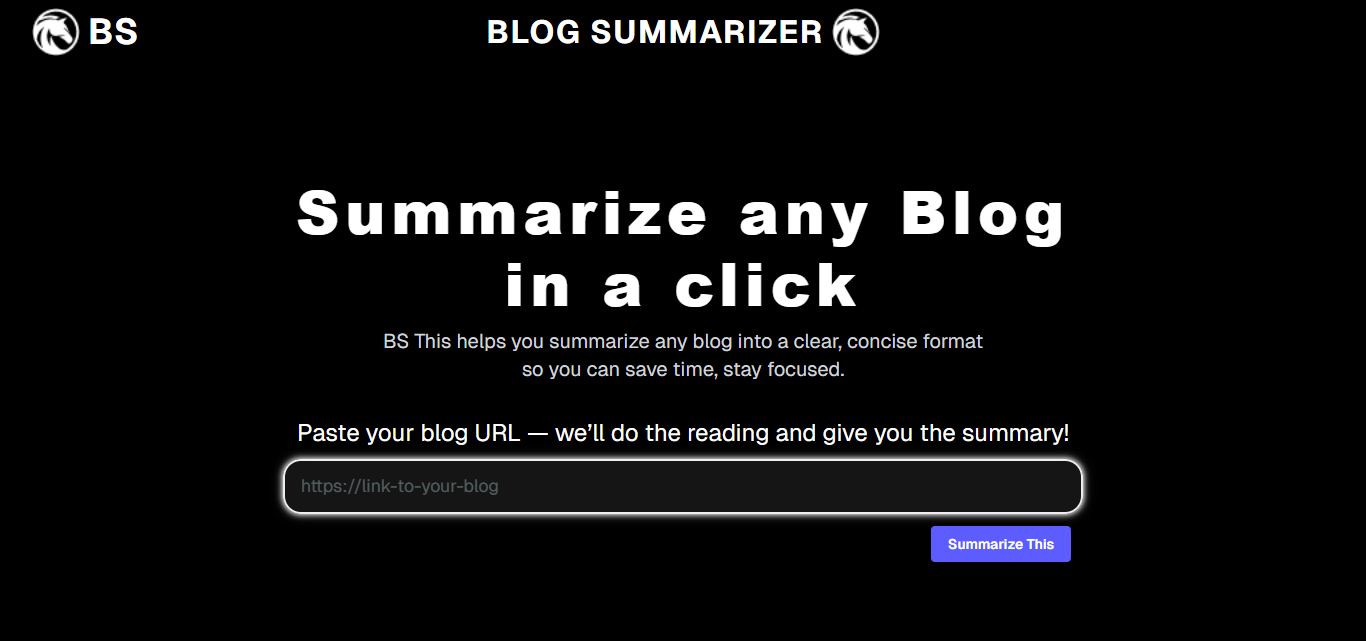 BS
BLOG SUMMARIZER
Summarize any Blog
in a click
BS This helps you summarize any blog into a clear, concise format
so you can save time, stay focused.
Paste your blog URL — we’ll do the reading and give you the summary!
https://link-to-your-blog
Summarize This